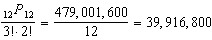 ₁₂P₁₂ / 3! · 2! = 479,001,600 / 12 = 39,916,800